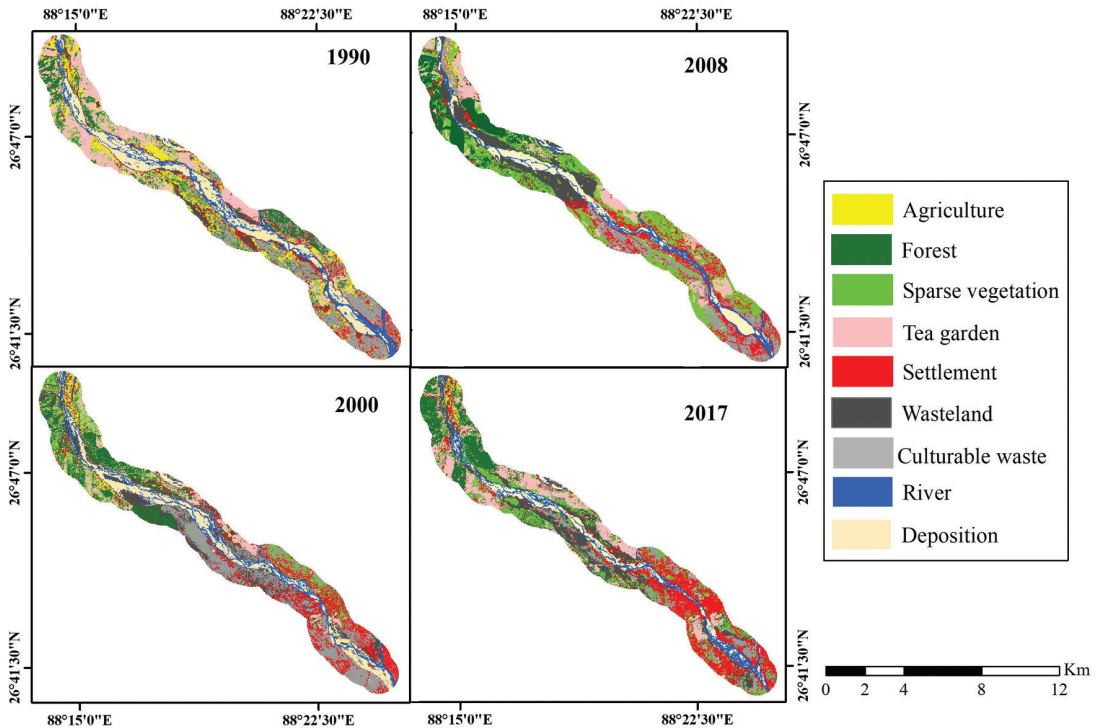 88°15'0"E 88°22'30"E 88°15'0"E 88°22'30"E
1990
2008
26°47'0"N
26°47'0"N
26°41'30"N
26°41'30"N
2000
2017
26°47'0"N
26°47'0"N
26°41'30"N
26°41'30"N
88°15'0"E 88°22'30"E 88°15'0"E 88°22'30"E
Agriculture
Forest
Sparse vegetation
Tea garden
Settlement
Wasteland
Culturable waste
River
Deposition
Km
0 2 4 8 12